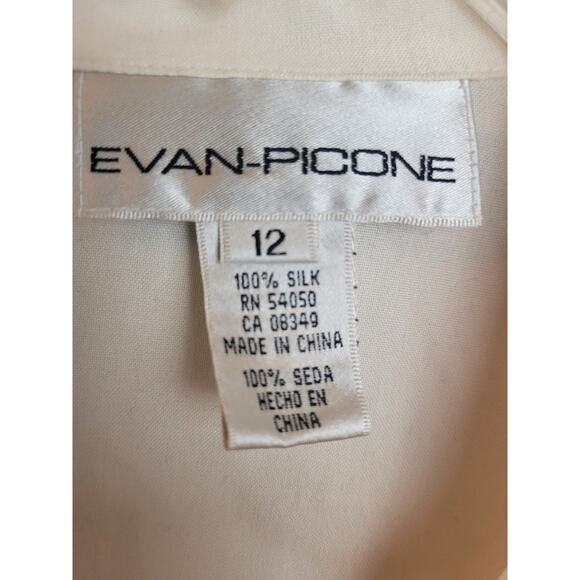 EVAN-PICONE
12
100% SILK
RN 54050
CA 08349
MADE IN CHINA
100% SEDA
HECHO EN
CHINA